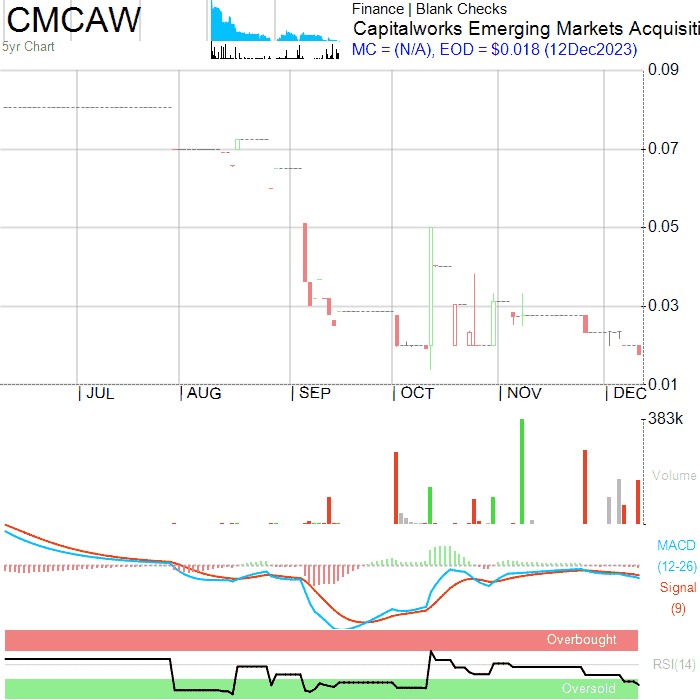 CMCAW
5yr Chart
Finance | Blank Checks
Capitalworks Emerging Markets Acquisiti
MC = (N/A), EOD = $0.018 (12Dec2023)
0.09
0.07
0.05
0.03
0.01
| JUL | AUG | SEP | OCT | NOV | DEC
383k
Volume
MACD
(12-26)
Signal
(9)
Overbought
RSI(14)
Oversold